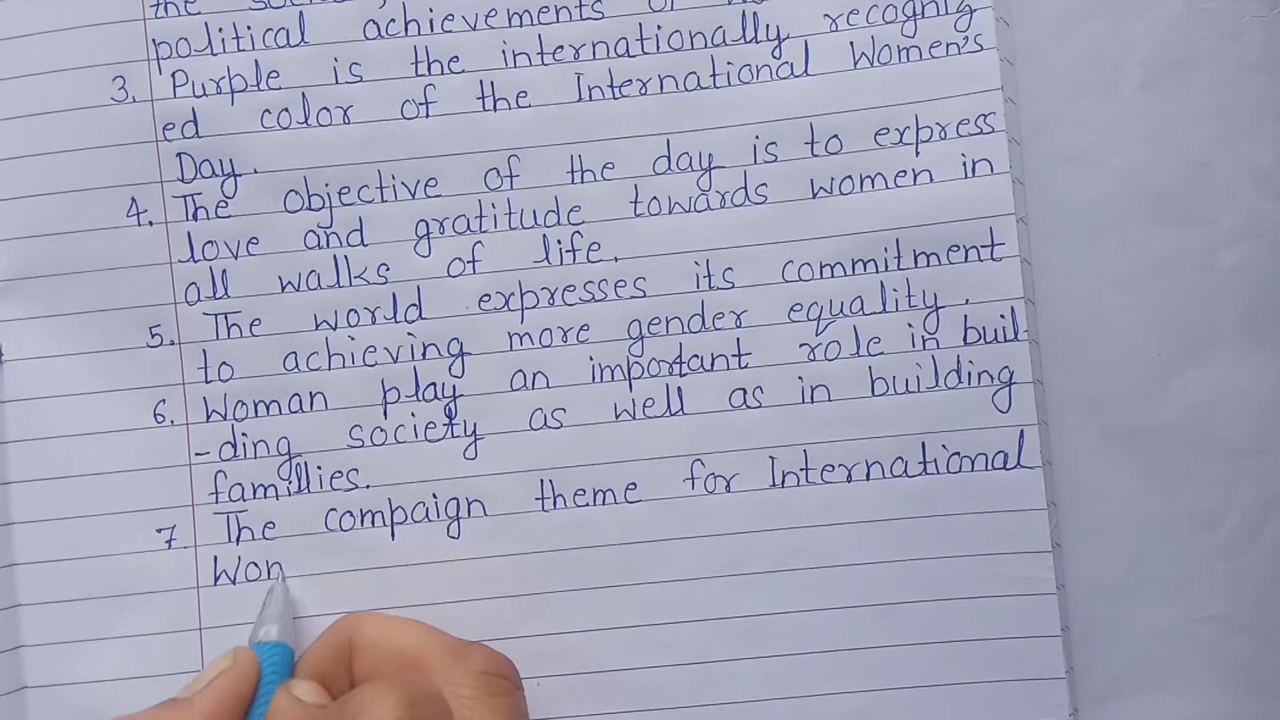 the
political achievements
3. Purple is the internationally recogniz
ed color of the International Women's
Day.
4. The objective of the day is to express
love and gratitude towards women in
all walks of life.
5. The world expresses its commitment
to achieving more gender equality.
6. Woman play an important role in buil-
-ding society as well as in building
famillies.
7. The compaign theme for International
Wom